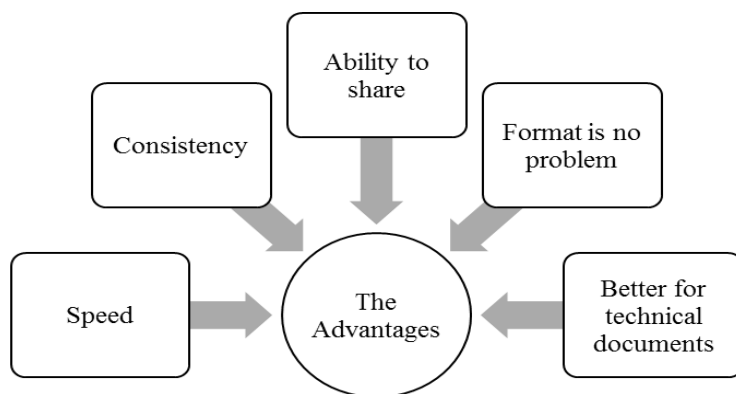 Ability to
share
Consistency
Format is no
problem
Speed
The
Advantages
Better for
technical
documents